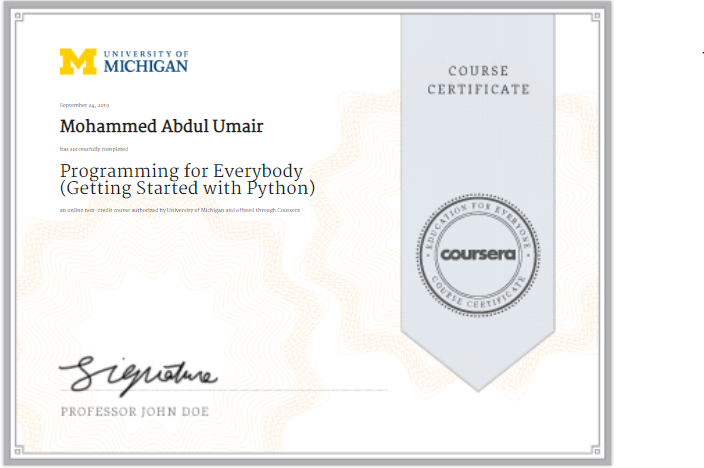 UNIVERSITY OF
MICHIGAN
COURSE
CERTIFICATE
September 24, 2019
Mohammed Abdul Umair
has successfully completed
Programming for Everybody
(Getting Started with Python)
an online non-credit course authorized by University of Michigan and offered through Coursera
EDUCATION FOR EVERYONE
coursera
COURSE CERTIFICATE
Signature
PROFESSOR JOHN DOE